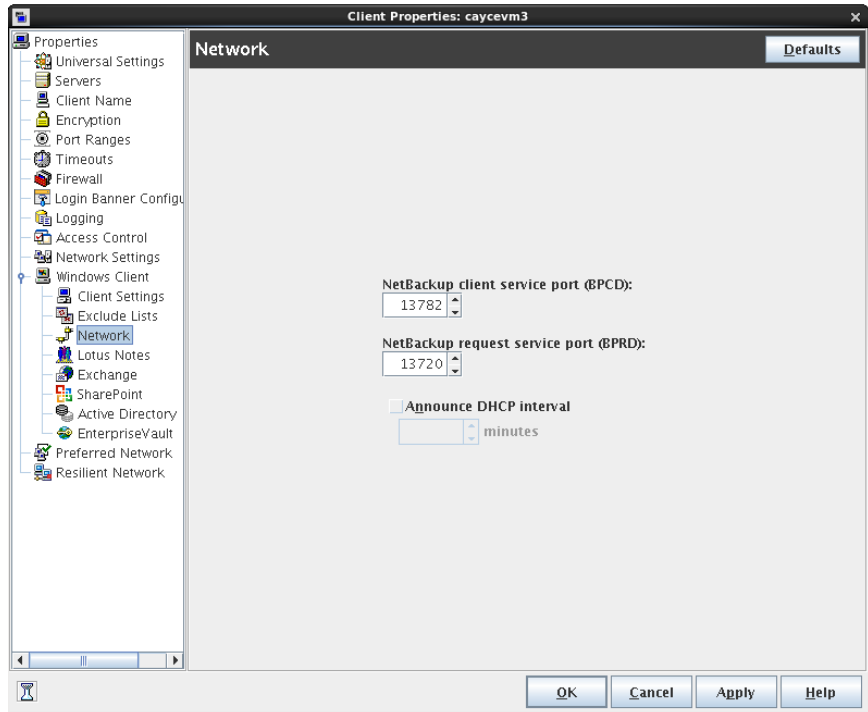 Client Properties: caycevm3
Properties
Universal Settings
Servers
Client Name
Encryption
Port Ranges
Timeouts
Firewall
Login Banner Configu
Logging
Access Control
Network Settings
Windows Client
Client Settings
Exclude Lists
Network
Lotus Notes
Exchange
SharePoint
Active Directory
EnterpriseVault
Preferred Network
Resilient Network
Network
Defaults
NetBackup client service port (BPCD):
13782
NetBackup request service port (BPRD):
13720
Announce DHCP interval
minutes
OK
Cancel
Apply
Help